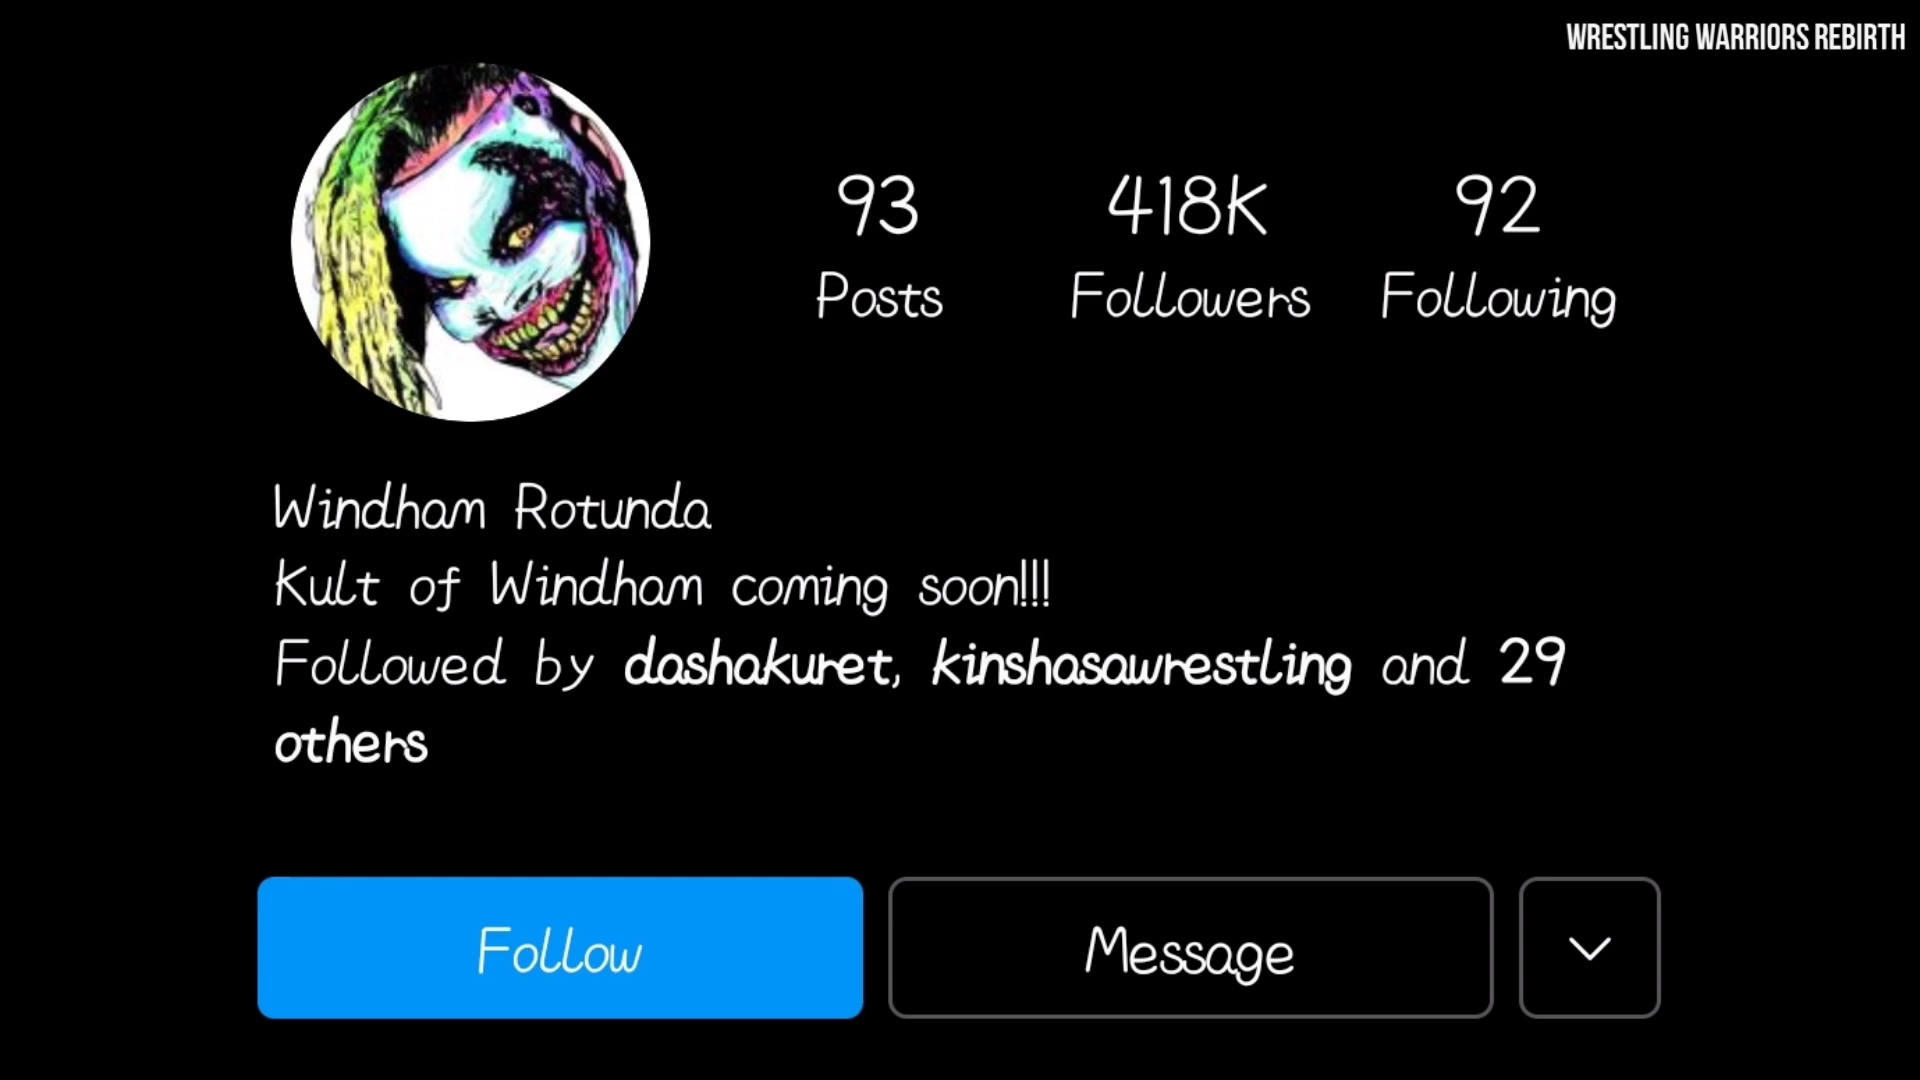 WRESTLING WARRIORS REBIRTH
93 418K 92
Posts Followers Following
Windham Rotunda
Kult of Windham coming soon!!!
Followed by dashakuret, kinshasawrestling and 29
others
Follow Message